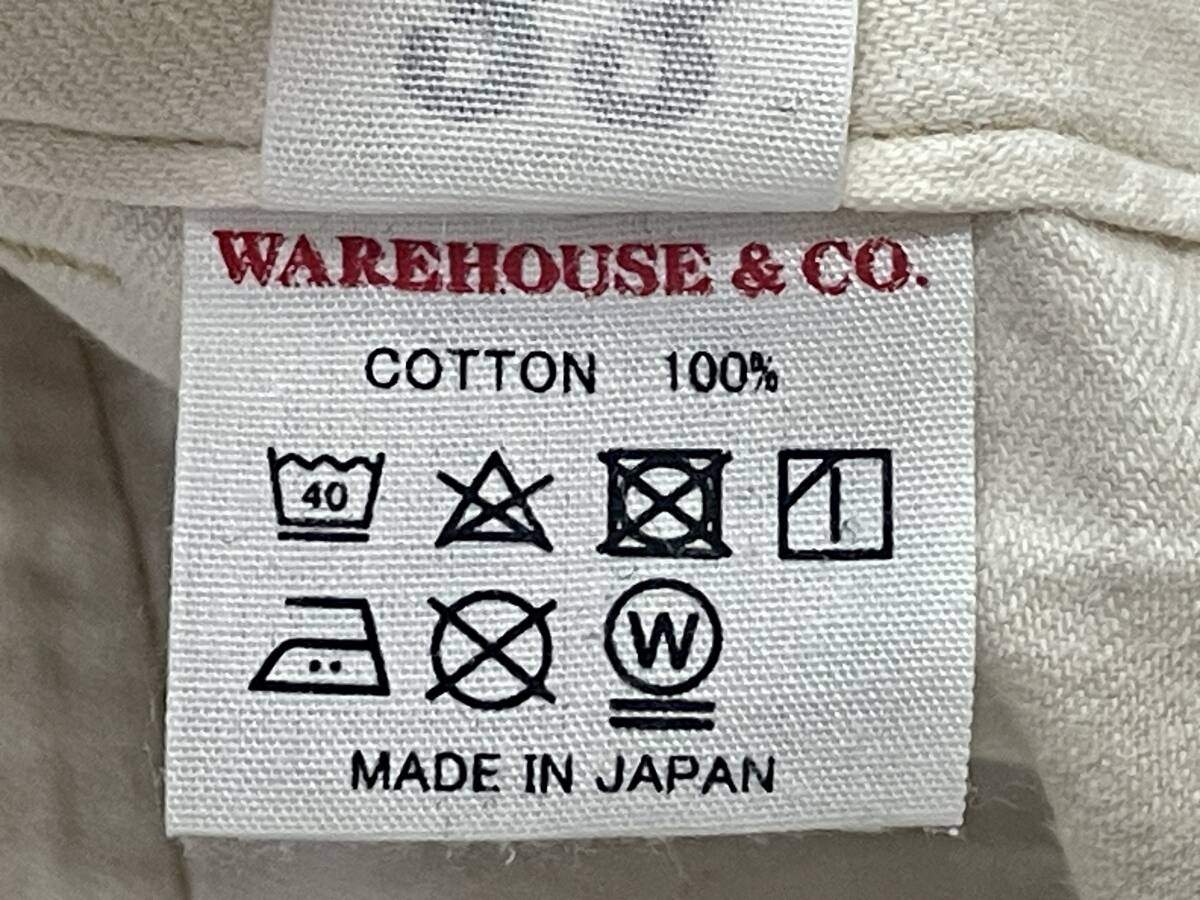 WAREHOUSE & CO.
COTTON 100%
40
W
MADE IN JAPAN